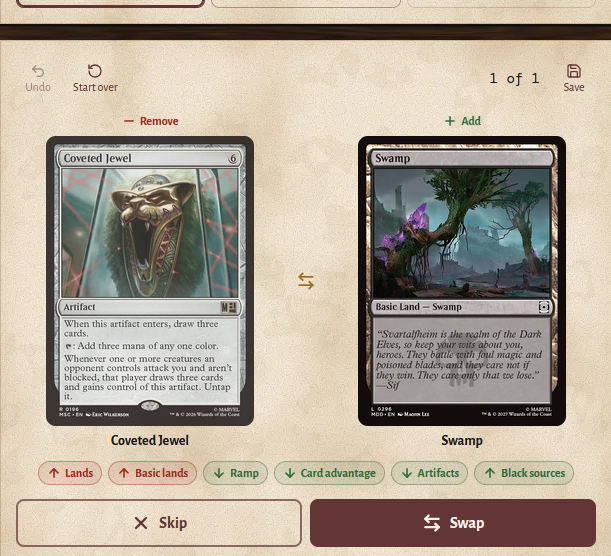 Undo
Start over
1 of 1
Save
Remove
Add
Coveted Jewel 6
Artifact
When this artifact enters, draw three
cards.
: Add three mana of any one color.
Whenever one or more creatures an
opponent controls attack you and aren't
blocked, that player draws three cards
and gains control of this artifact. Untap
it.
R 0196
MSC • EN ERIC WILKERSON
© MARVEL
™ & © 2026 Wizards of the Coast
Swamp
Basic Land — Swamp
"Svartalfheim is the realm of the Dark
Elves, so keep your wits about you,
heroes. They battle with foul magic and
poisoned blades, and they care not if
they win. They care only that we lose."
—Sif
L 0296
EN
LEE
© MARVEL
™ & © 2027 Wizards of the Coast
Coveted Jewel
Swamp
Lands
Basic lands
Ramp
Card advantage
Artifacts
Black sources
Skip
Swap